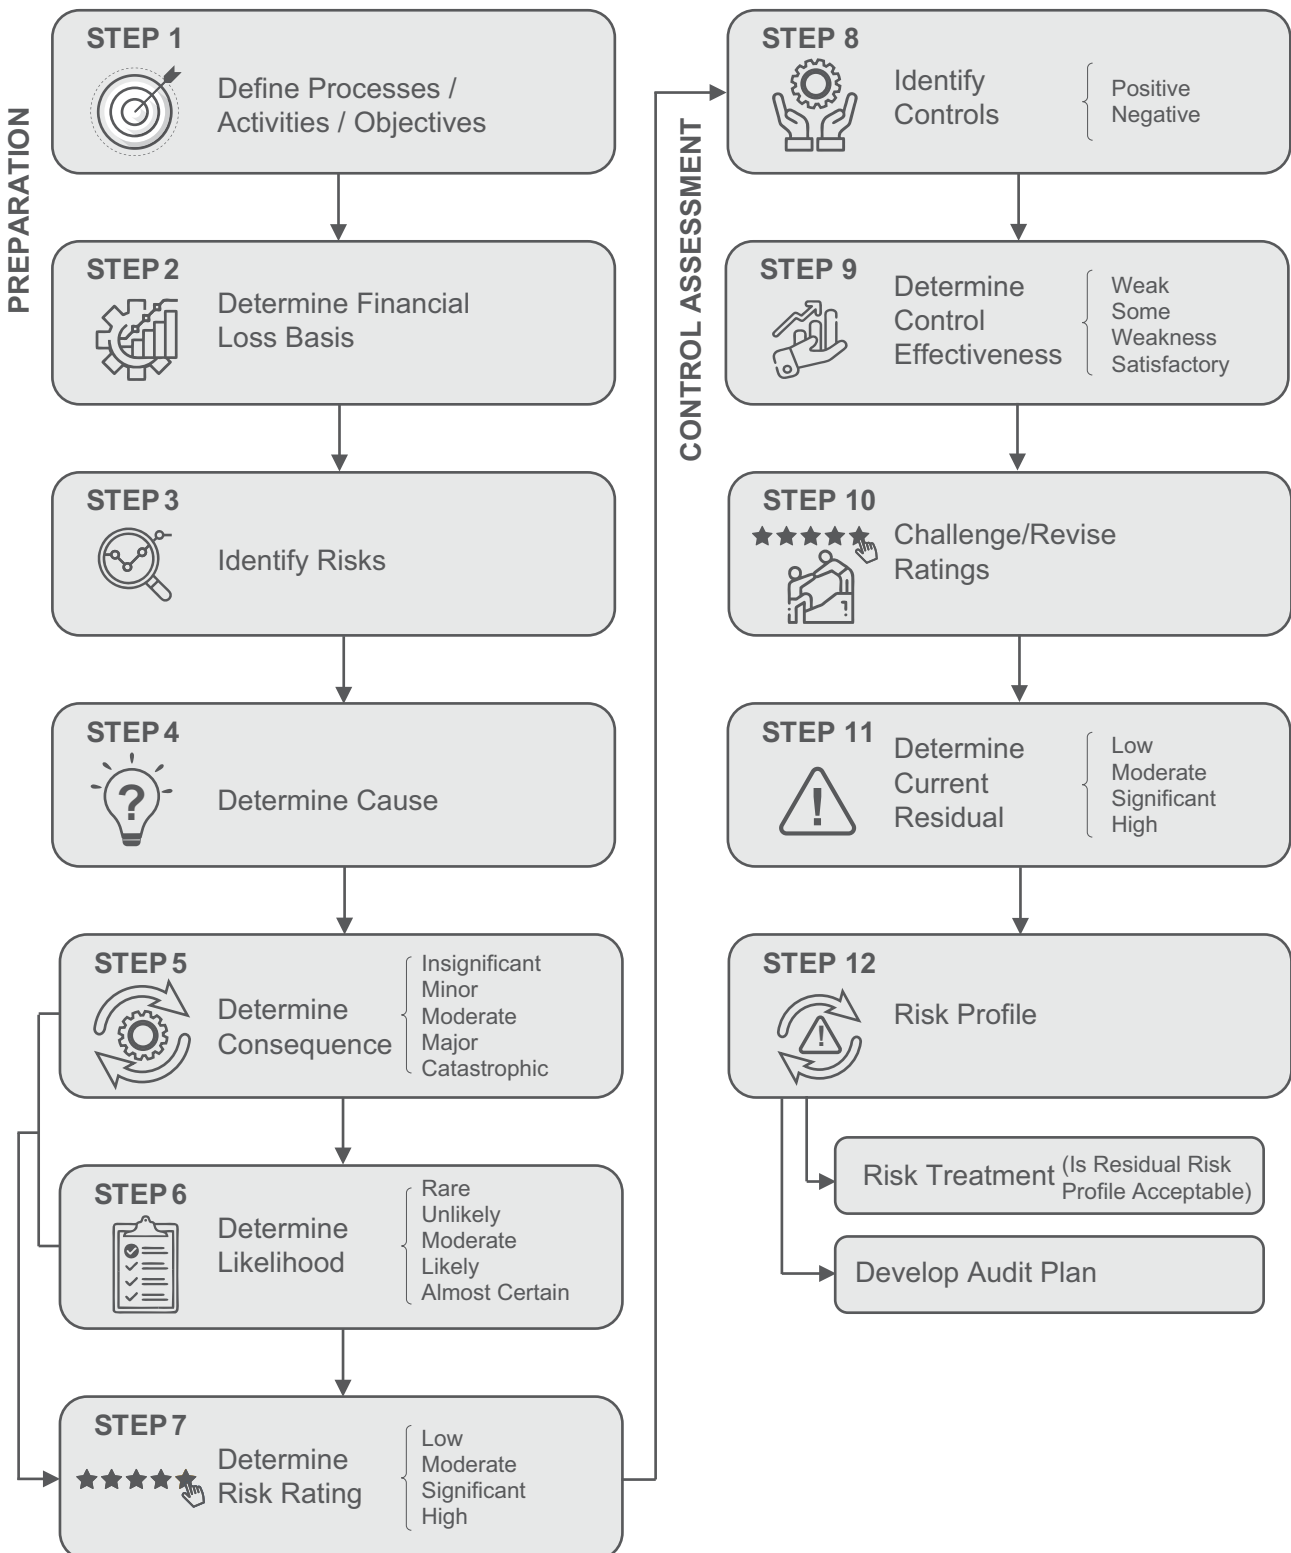 PREPARATION
STEP 1
Define Processes /
Activities / Objectives
STEP 2
Determine Financial
Loss Basis
STEP 3
Identify Risks
STEP 4
?
Determine Cause
STEP 5
Determine
Consequence
Insignificant
Minor
Moderate
Major
Catastrophic
STEP 6
Determine
Likelihood
Rare
Unlikely
Moderate
Likely
Almost Certain
STEP 7
Determine
Risk Rating
Low
Moderate
Significant
High
CONTROL ASSESSMENT
STEP 8
Identify
Controls
Positive
Negative
STEP 9
Determine
Control
Effectiveness
Weak
Some
Weakness
Satisfactory
STEP 10
Challenge/Revise
Ratings
STEP 11
!
Determine
Current
Residual
Low
Moderate
Significant
High
STEP 12
!
Risk Profile
Risk Treatment (Is Residual Risk
Profile Acceptable)
Develop Audit Plan